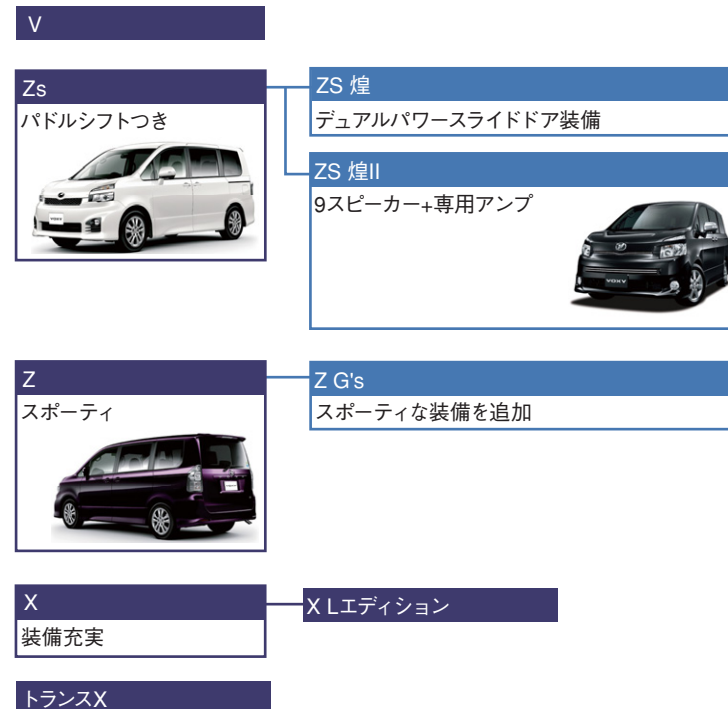 V
Zs
パドルシフトつき
ZS 煌
デュアルパワースライドドア装備
ZS 煌II
9スピーカー+専用アンプ
VOXY
Z
スポーティ
Z G's
スポーティな装備を追加
X
装備充実
X Lエディション
トランスX